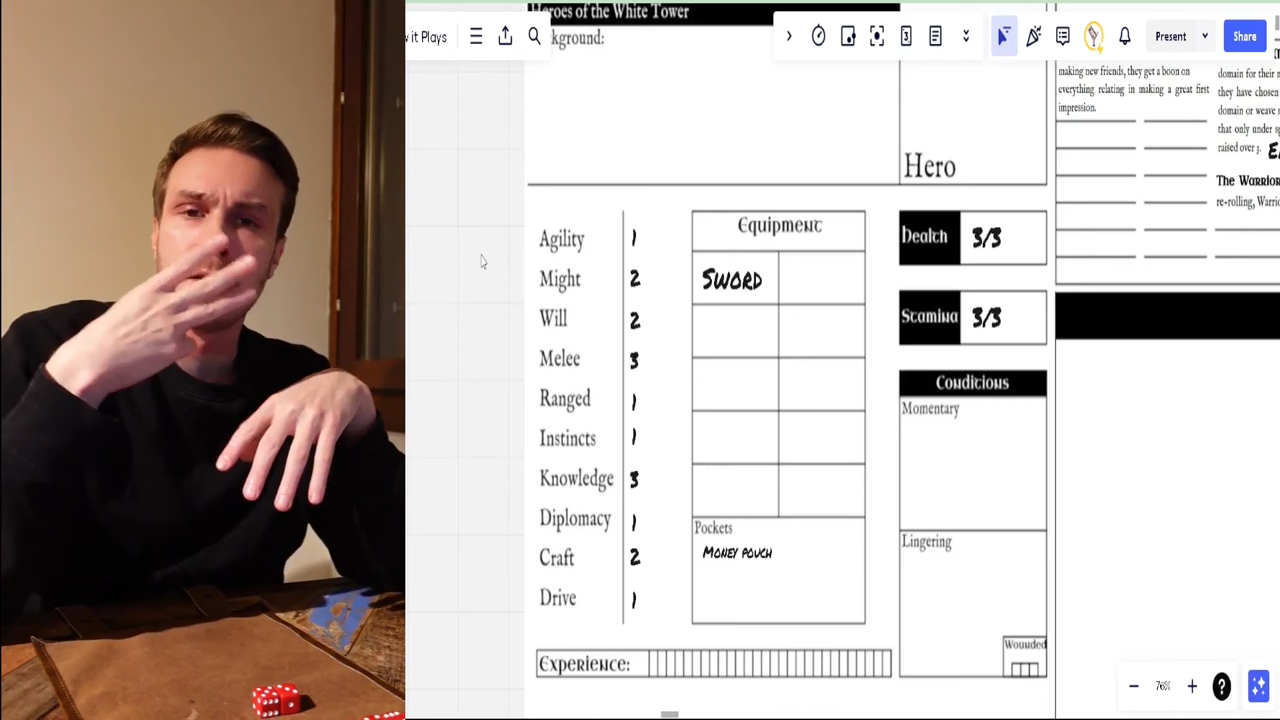 Heroes of the White Tower
it Plays
Present
Share
kground:
Hero
making new friends, they get a boon on
everything relating in making a great first
impression.
domain for their
they have chosen
domain or weave
that only under
raised over 3.
The Warrior
re-rolling,
Agility 1
Might 2
Will 2
Melee 3
Ranged 1
Instincts 1
Knowledge 3
Diplomacy 1
Craft 2
Drive 1
Experience:
Equipment
Sword
Pockets
Money pouch
Health 3/3
Stamina 3/3
Conditions
Momentary
Lingering
Wounded
76%